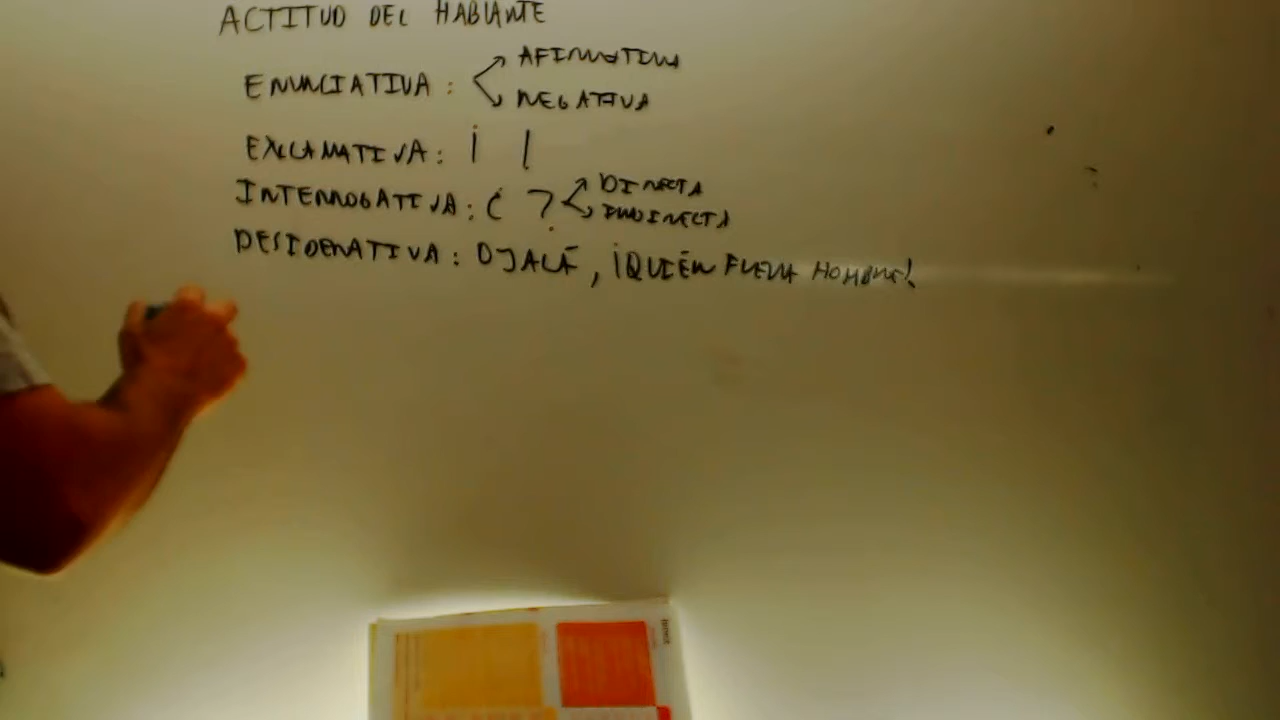 ACTITUD DEL HABLANTE
ENUNCIATIVA: AFIRMATIVA
NEGATIVA
EXCLAMATIVA: ¡ !
INTERROGATIVA: ¿ ? DIRECTA
INDIRECTA
DESIDERATIVA: OJALÁ, ¡QUIÉN FUERA HOMBRE!